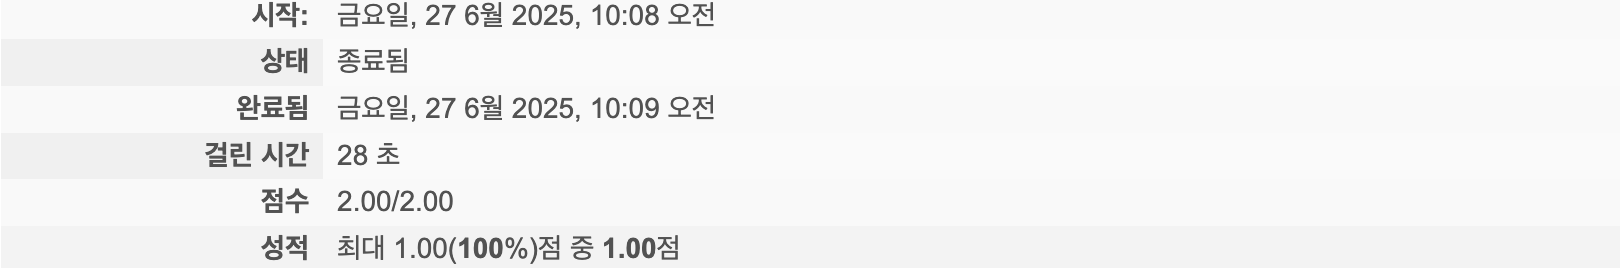 시작: 금요일, 27 6월 2025, 10:08 오전
상태 종료됨
완료됨 금요일, 27 6월 2025, 10:09 오전
걸린 시간 28 초
점수 2.00/2.00
성적 최대 1.00(100%)점 중 1.00점